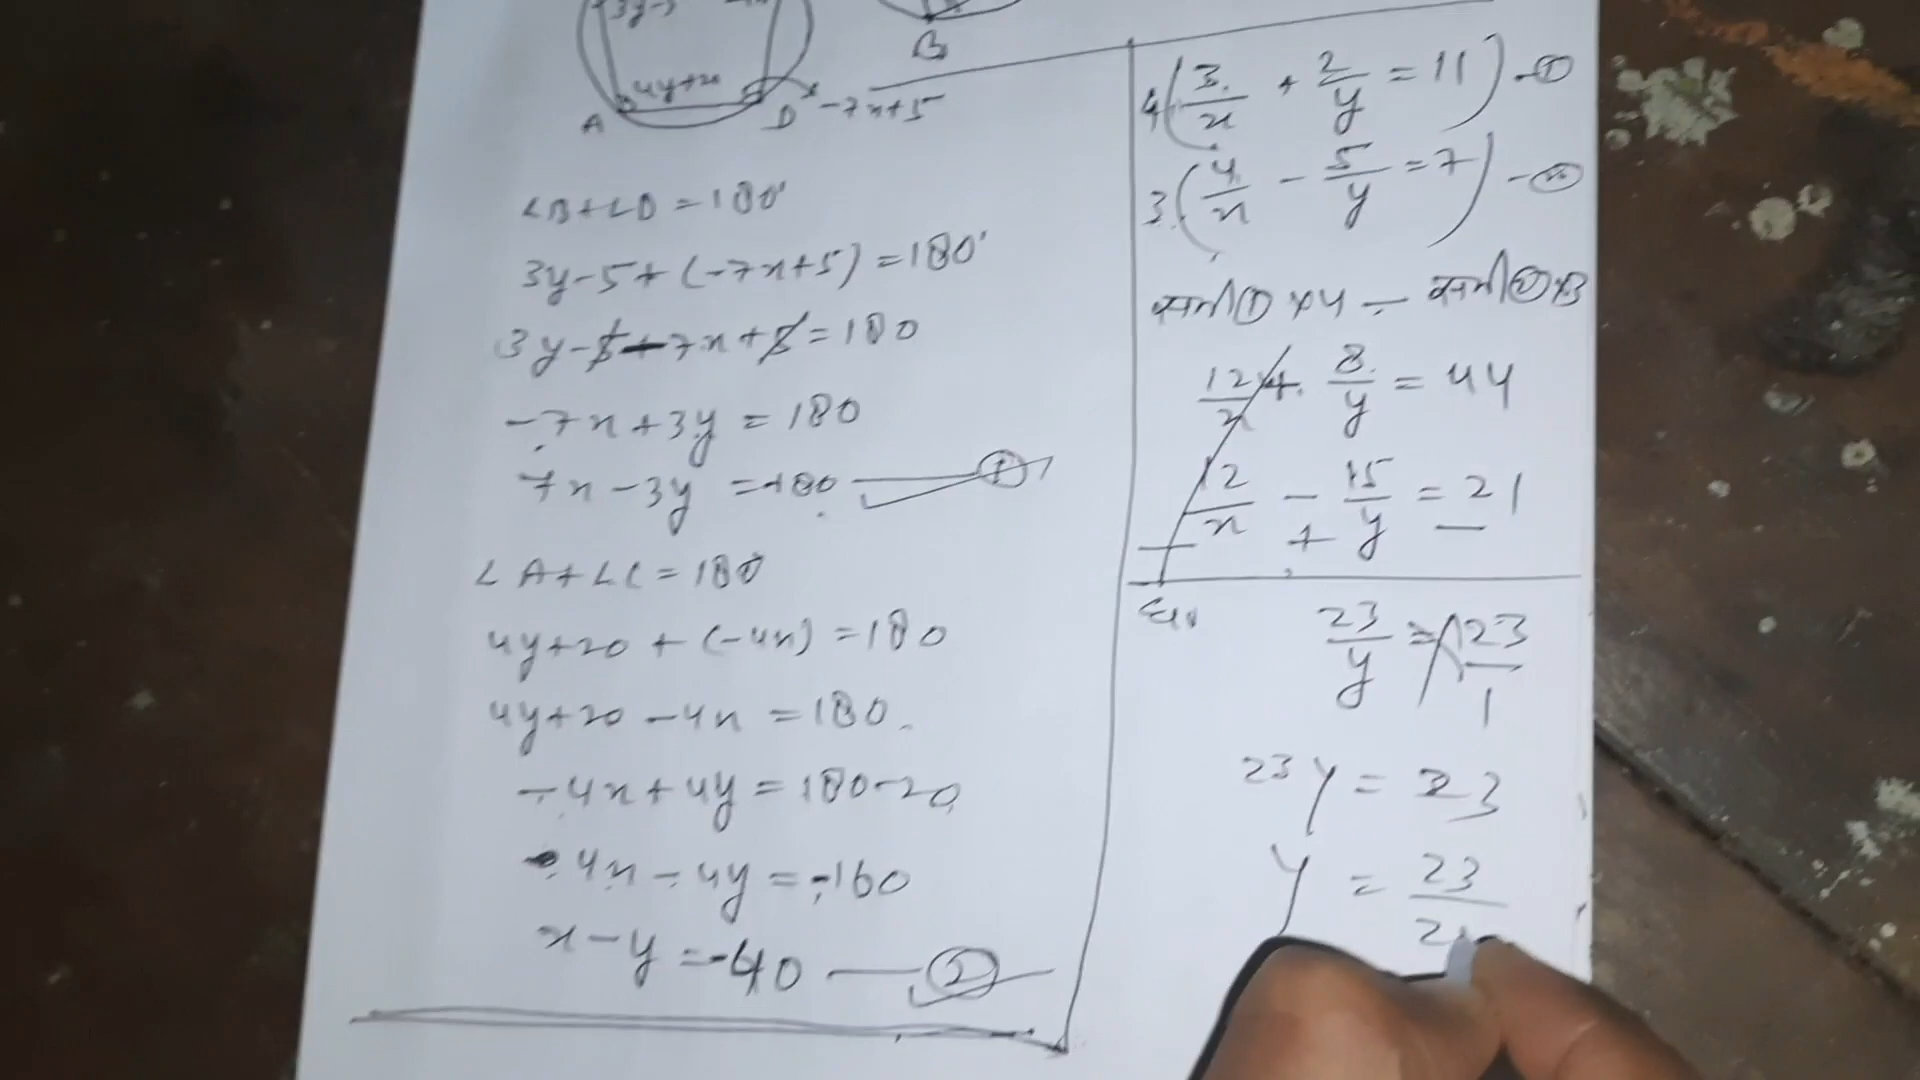 3y-5
4y+20
A
D
-7x+5
B
∠B+∠D=180°
3y-5+(-7x+5)=180°
3y-5-7x+5=180
-7x+3y=180
7x-3y=-180 — ①
∠A+∠C=180
4y+20+(-4x)=180
4y+20-4x=180
-4x+4y=180-20
4x-4y=-160
x-y=-40 — ②
4(3/x + 2/y = 11) -①
3(4/x - 5/y = 7) -②
①×4 - ②×3
12/x + 8/y = 44
12/x - 15/y = 21
- + -
23/y = 23/1
23y = 23
y = 23/2